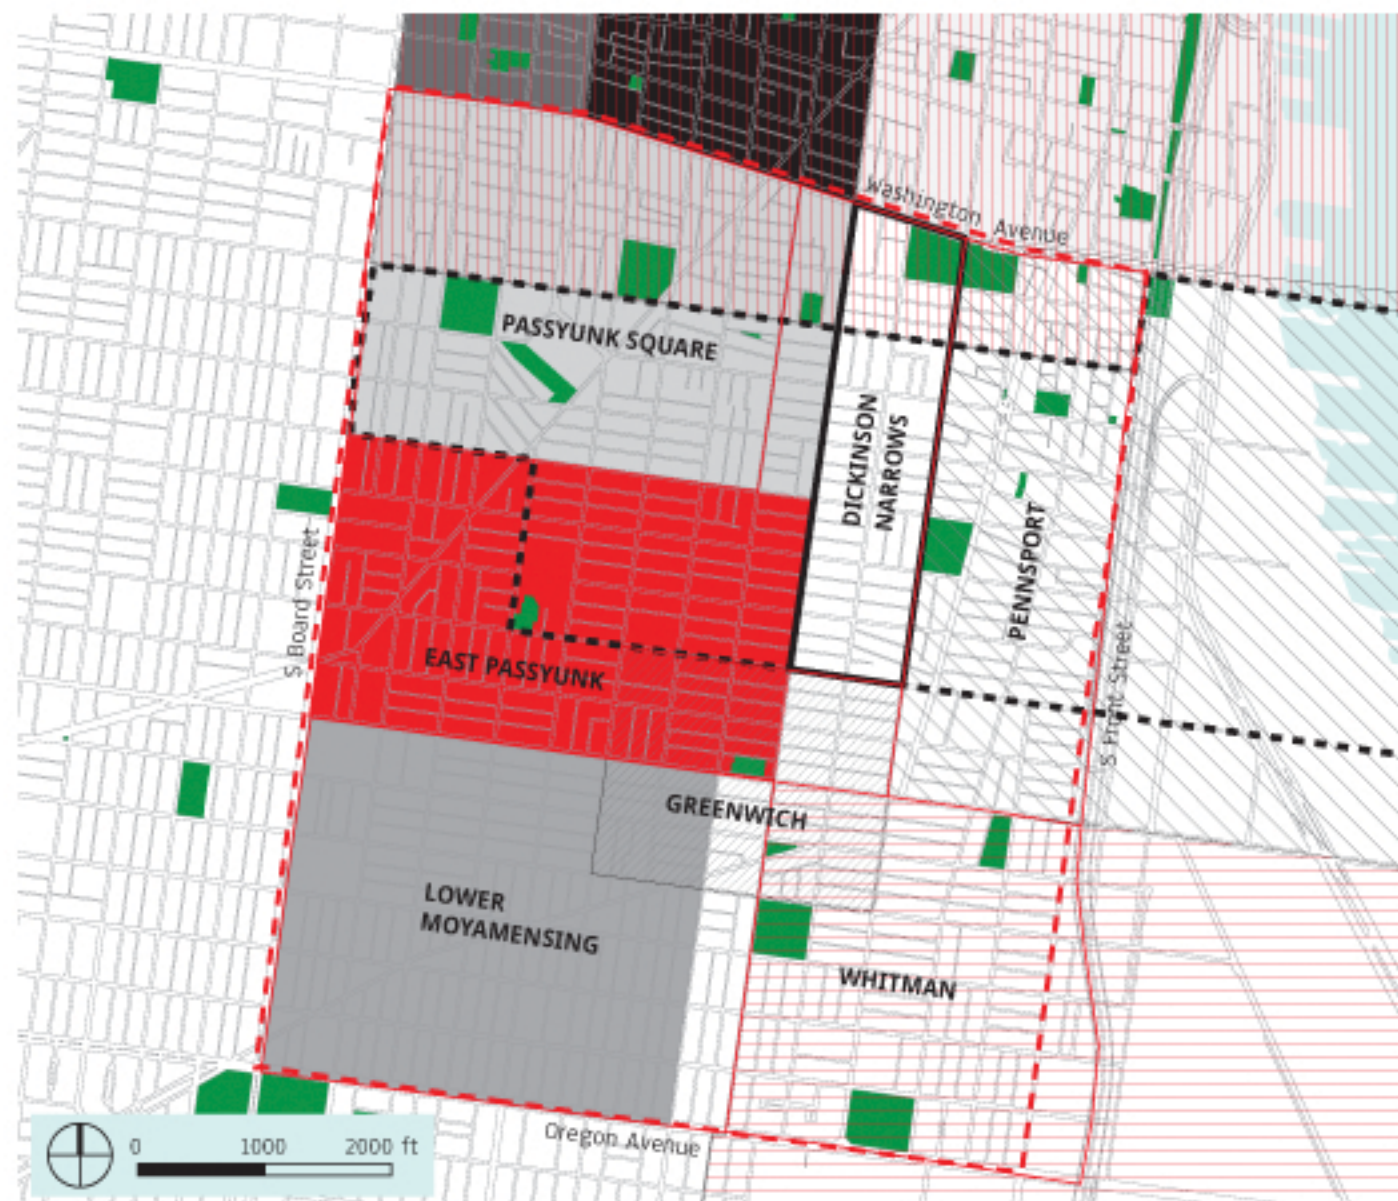 Washington Avenue
PASSYUNK SQUARE
DICKINSON
NARROWS
PENNSPORT
S Board Street
S Front Street
EAST PASSYUNK
GREENWICH
LOWER
MOYAMENSING
WHITMAN
Oregon Avenue
0 1000 2000 ft